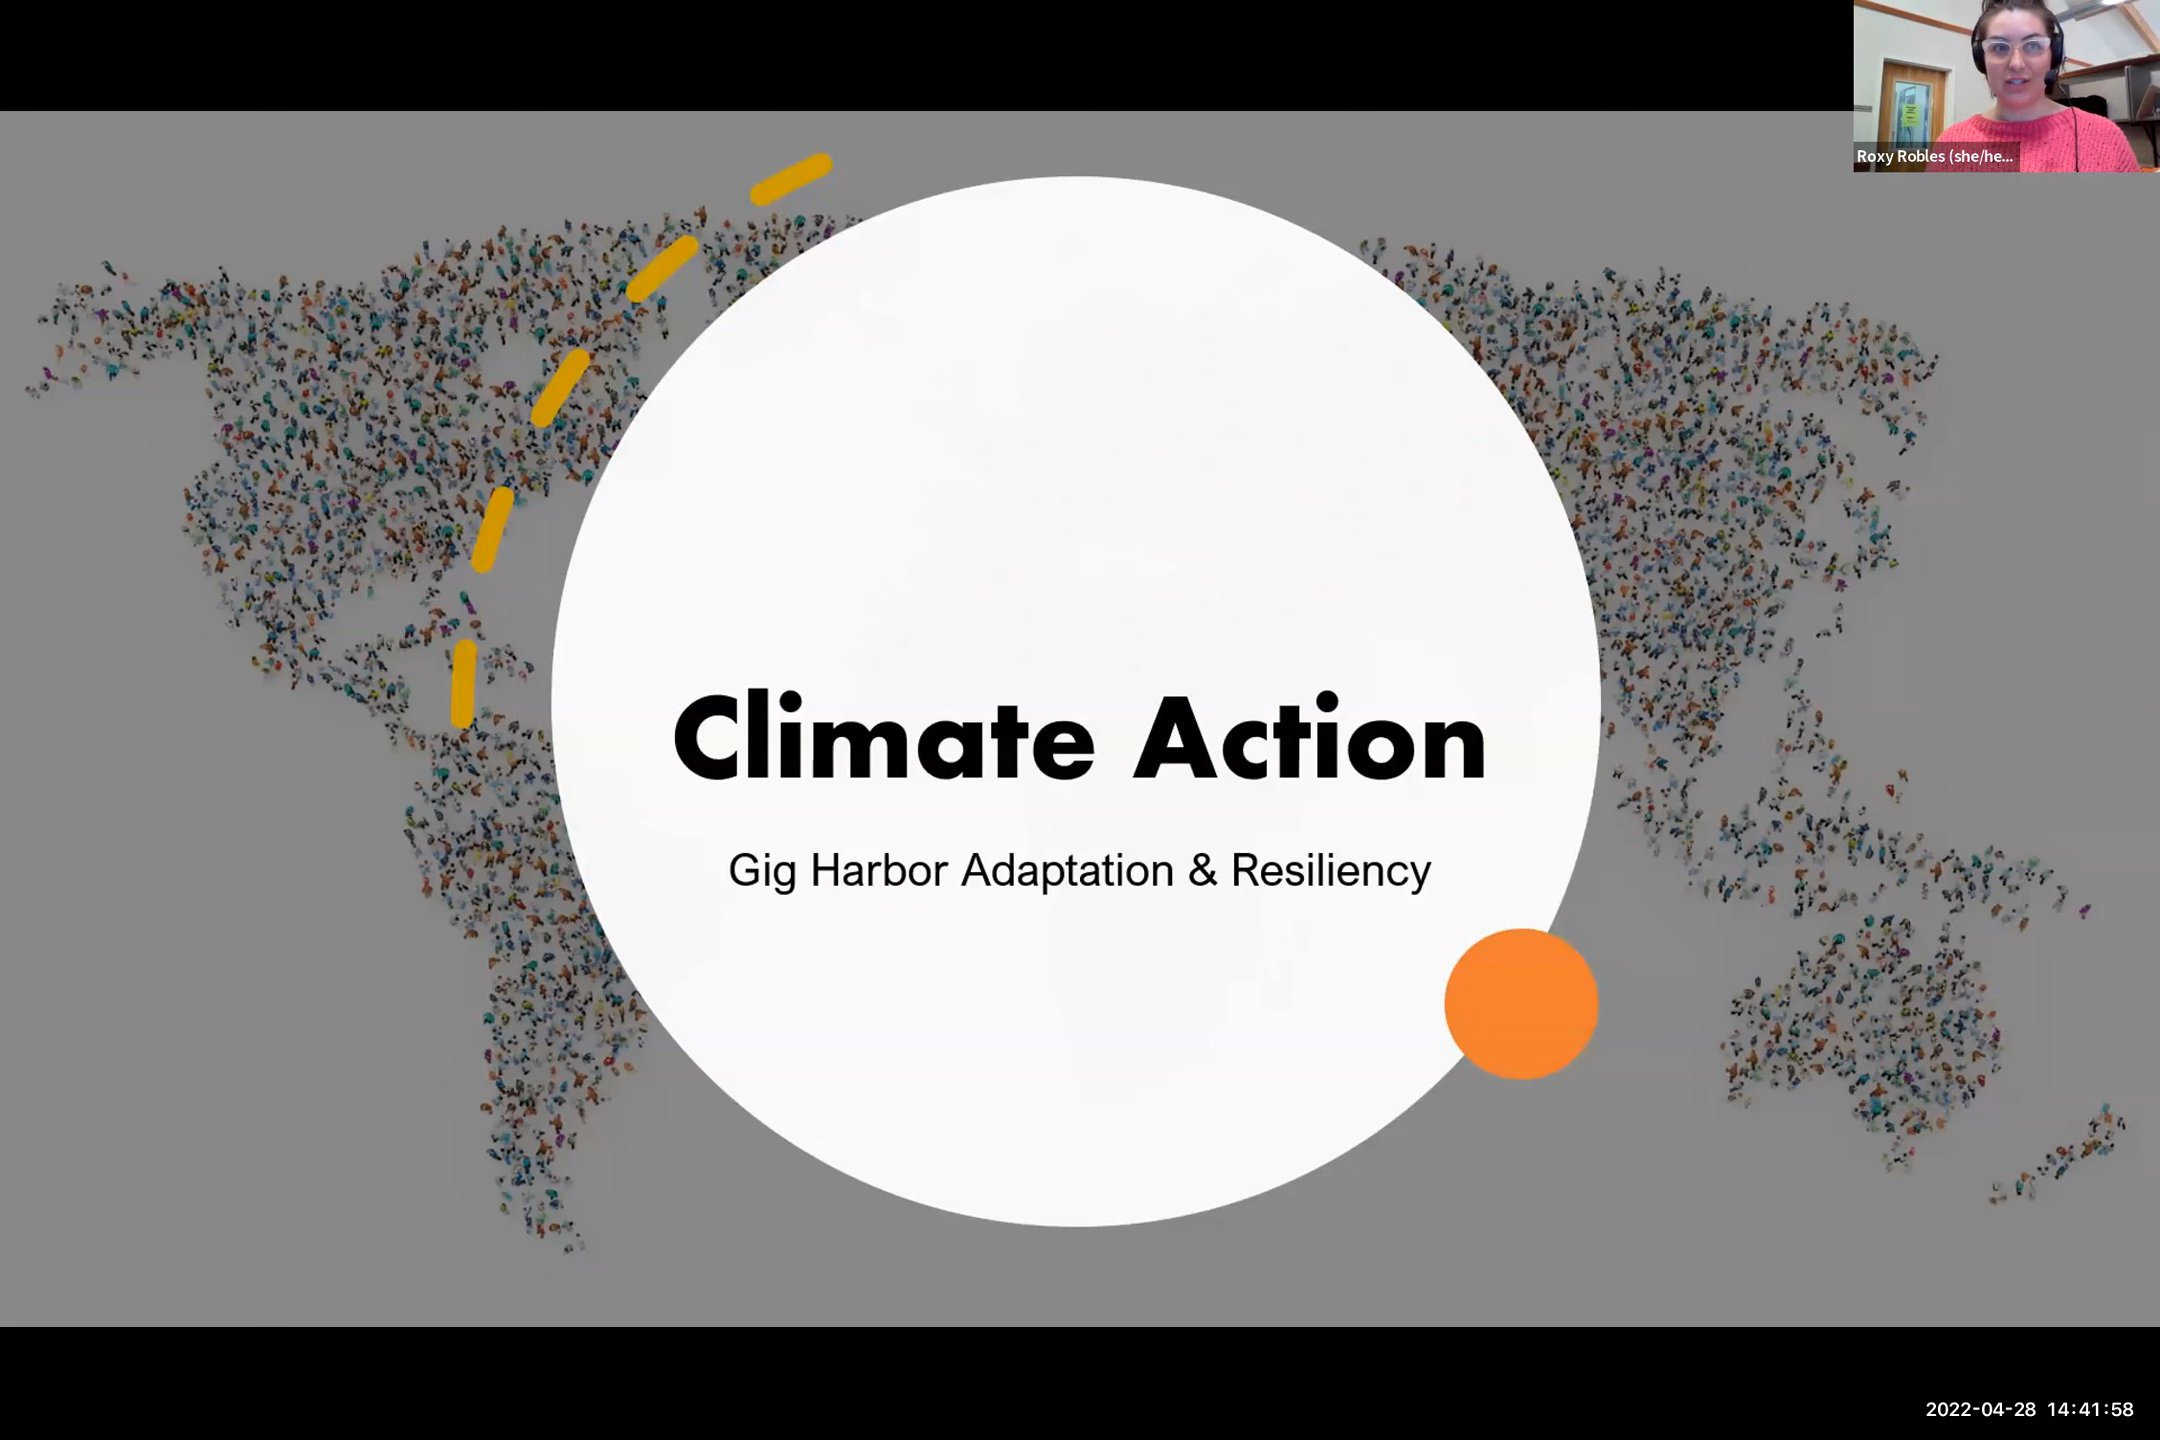 Roxy Robles (she/he...
Climate Action
Gig Harbor Adaptation & Resiliency
2022-04-28 14:41:58